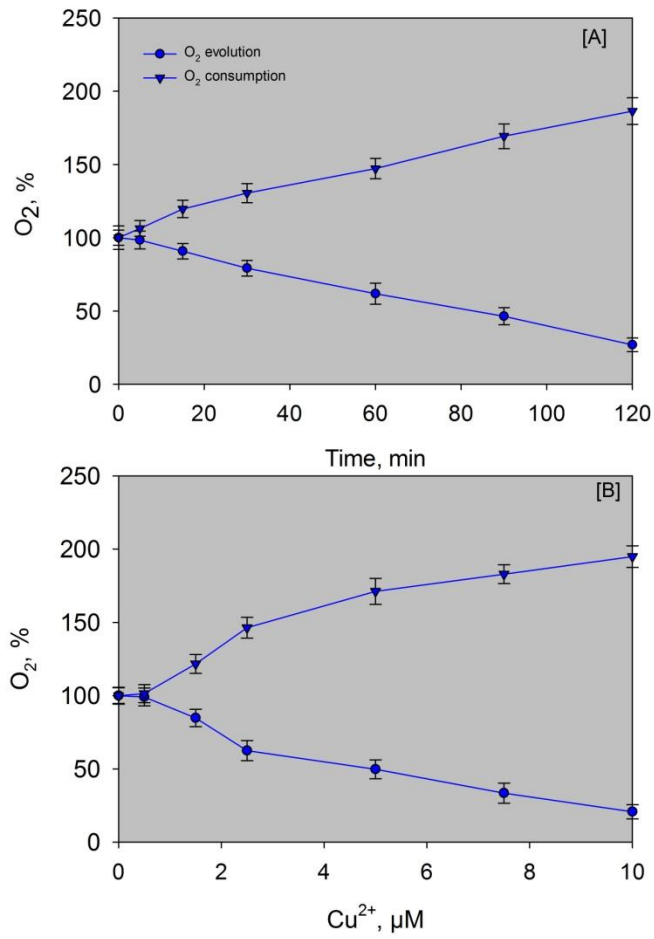 250
[A]
O₂ evolution
O₂ consumption
200
150
O₂, %
100
50
0
0 20 40 60 80 100 120
Time, min
250
[B]
200
150
O₂, %
100
50
0
0 2 4 6 8 10
Cu²⁺, µM